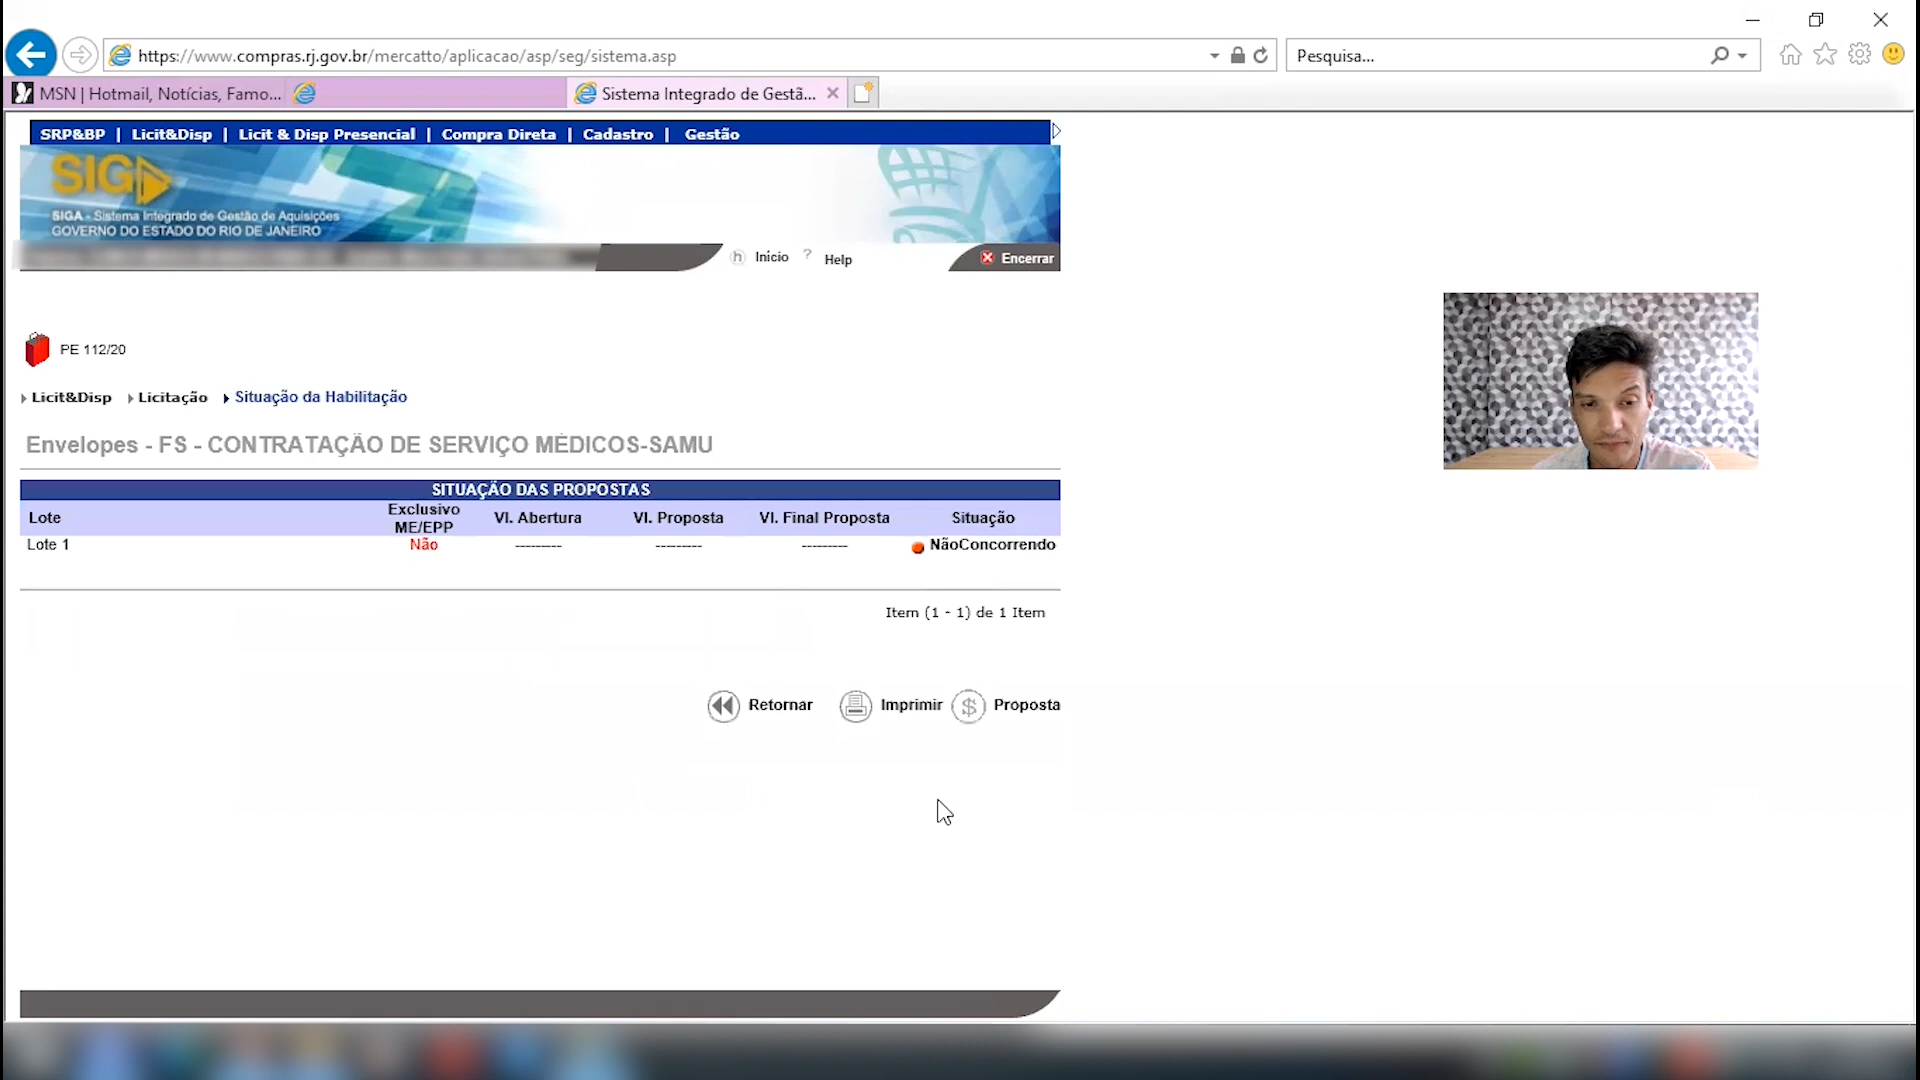 https://www.compras.rj.gov.br/mercatto/aplicacao/asp/seg/sistema.asp
Pesquisa...
MSN | Hotmail, Notícias, Famo...
Sistema Integrado de Gestã...
SRP&BP | Licit&Disp | Licit & Disp Presencial | Compra Direta | Cadastro | Gestão
SIGA
SIGA - Sistema Integrado de Gestão de Aquisições
GOVERNO DO ESTADO DO RIO DE JANEIRO
h Início ? Help Encerrar
PE 112/20
Licit&Disp Licitação Situação da Habilitação
Envelopes - FS - CONTRATAÇÃO DE SERVIÇO MÉDICOS-SAMU
SITUAÇÃO DAS PROPOSTAS
Lote Exclusivo ME/EPP Vl. Abertura Vl. Proposta Vl. Final Proposta Situação
Lote 1 Não --------- --------- --------- NãoConcorrendo
Item (1 - 1) de 1 Item
Retornar Imprimir $ Proposta